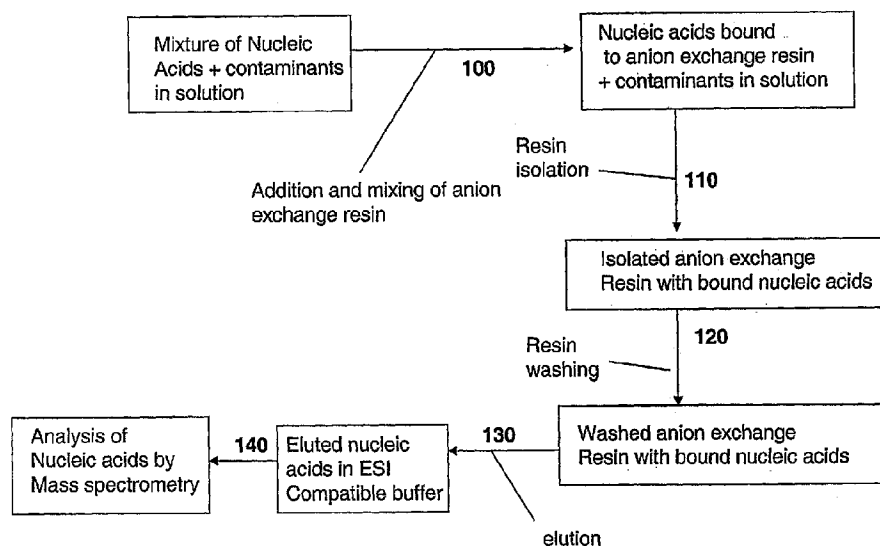 Mixture of Nucleic
Acids + contaminants
in solution
100
Nucleic acids bound
to anion exchange resin
+ contaminants in solution
Addition and mixing of anion
exchange resin
Resin
isolation
110
Isolated anion exchange
Resin with bound nucleic acids
Resin
washing
120
Washed anion exchange
Resin with bound nucleic acids
130
elution
Eluted nucleic
acids in ESI
Compatible buffer
140
Analysis of
Nucleic acids by
Mass spectrometry